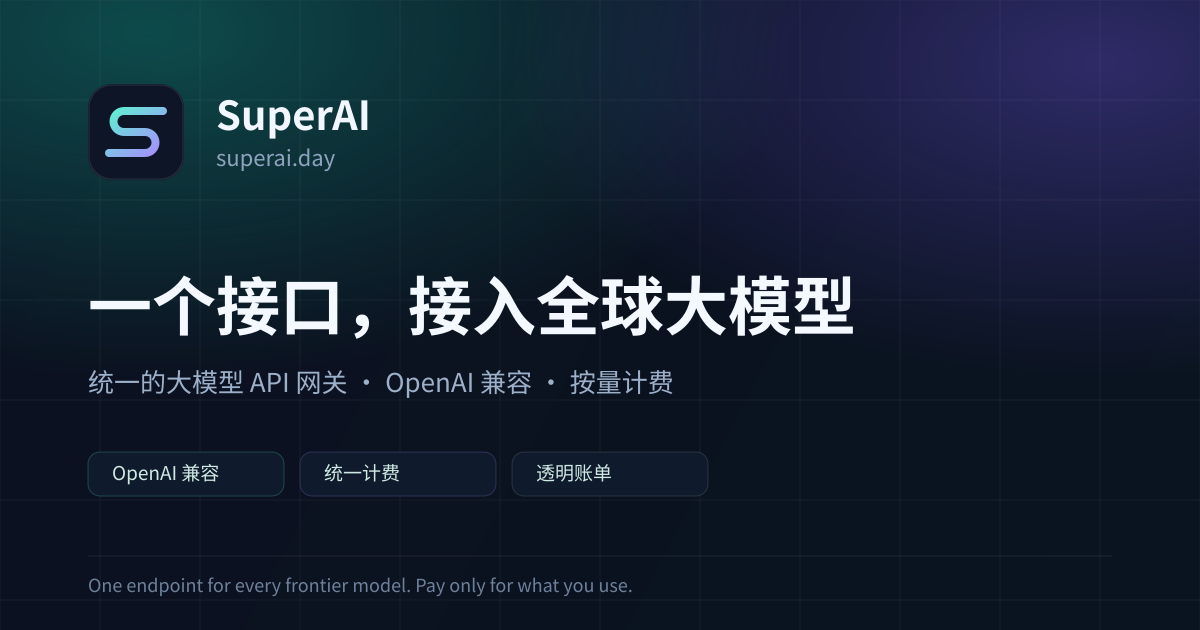 SuperAI
superai.day
一个接口，接入全球大模型
统一的大模型 API 网关 · OpenAI 兼容 · 按量计费
OpenAI 兼容
统一计费
透明账单
One endpoint for every frontier model. Pay only for what you use.